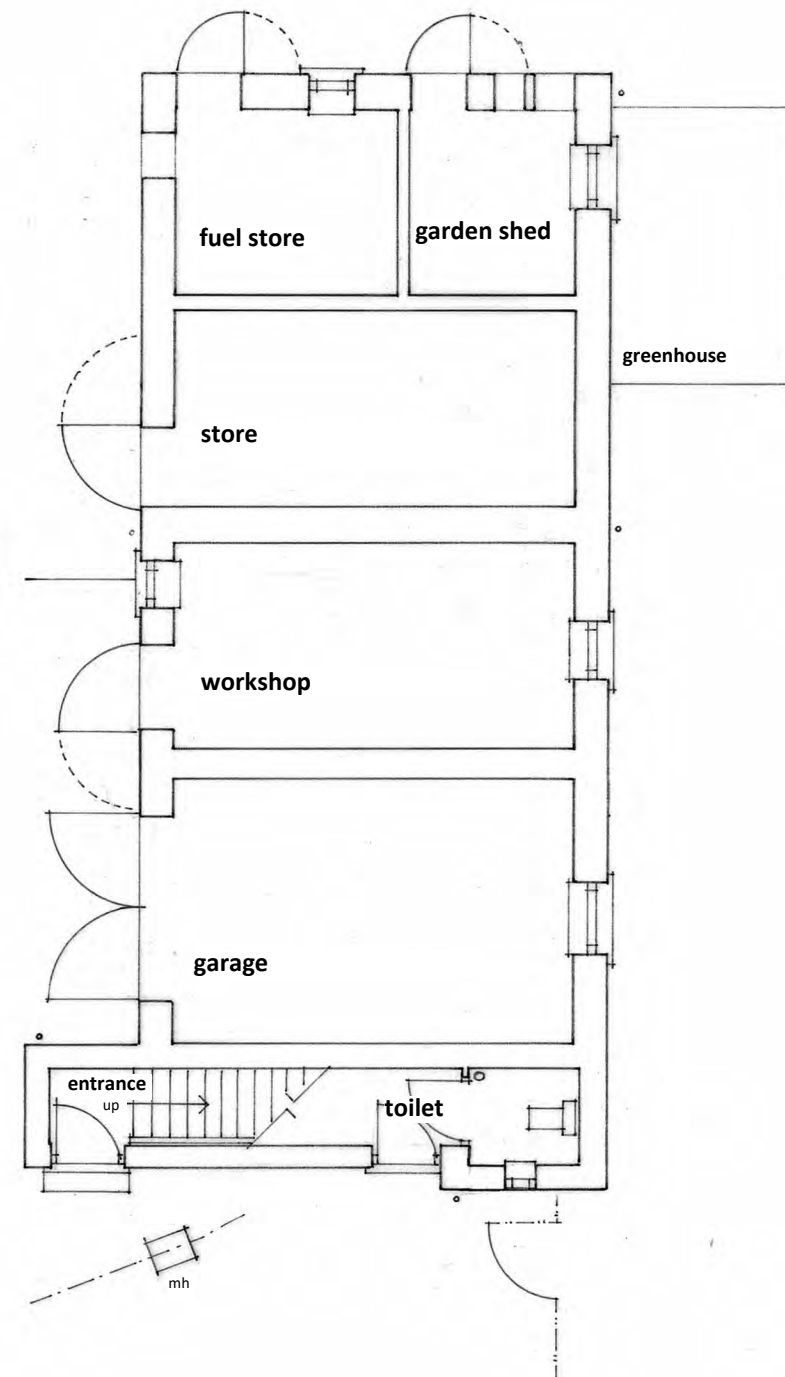 fuel store
garden shed
greenhouse
store
workshop
garage
entrance
up
toilet
mh